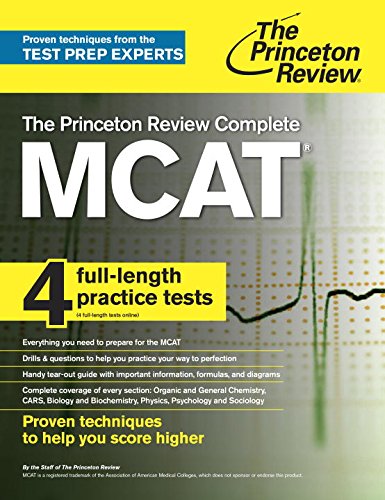 Proven techniques from the
TEST PREP EXPERTS
The
Princeton
Review®
The Princeton Review Complete
MCAT®
4 full-length
practice tests
(4 full-length tests online)
Everything you need to prepare for the MCAT
Drills & questions to help you practice your way to perfection
Handy tear-out guide with important information, formulas, and diagrams
Complete coverage of every section: Organic and General Chemistry,
CARS, Biology and Biochemistry, Physics, Psychology and Sociology
Proven techniques
to help you score higher
By the Staff of The Princeton Review
MCAT is a registered trademark of the Association of American Medical Colleges, which does not sponsor or endorse this product.